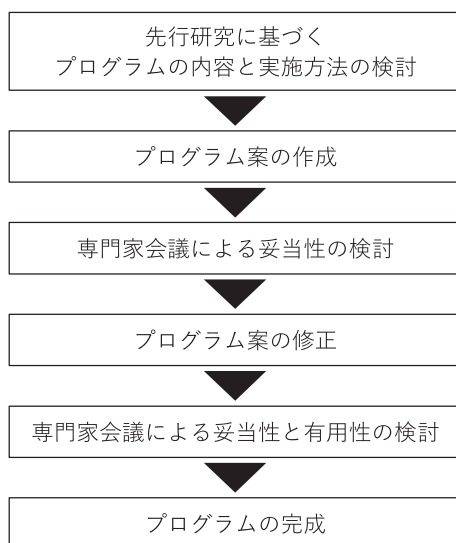 先行研究に基づく
プログラムの内容と実施方法の検討
プログラム案の作成
専門家会議による妥当性の検討
プログラム案の修正
専門家会議による妥当性と有用性の検討
プログラムの完成